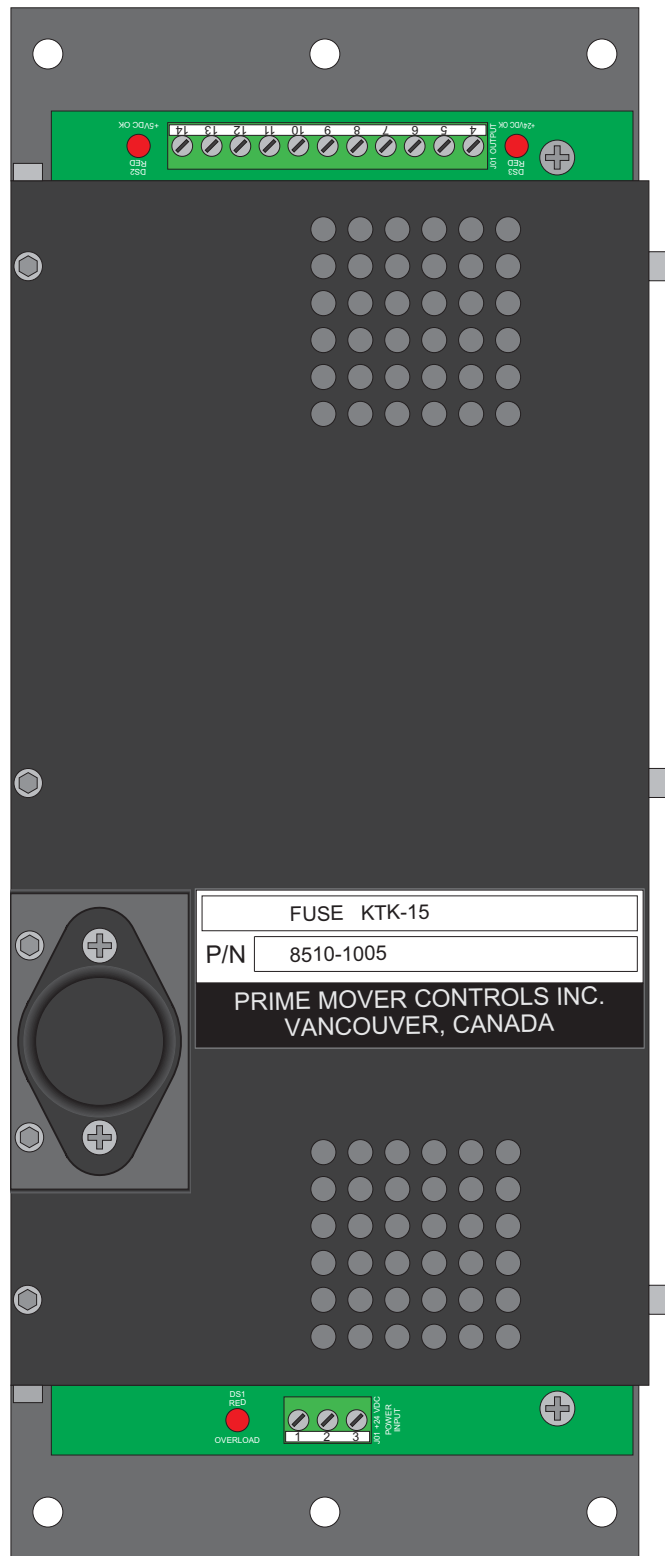 +5VDC OK
DS2
RED
14 13 12 11 10 9 8 7 6 5 4
J01 OUTPUT
+24VDC OK
DS3
RED
FUSE KTK-15
P/N 8510-1005
PRIME MOVER CONTROLS INC.
VANCOUVER, CANADA
DS1
RED
OVERLOAD
1 2 3
J01 +24 VDC
POWER
INPUT